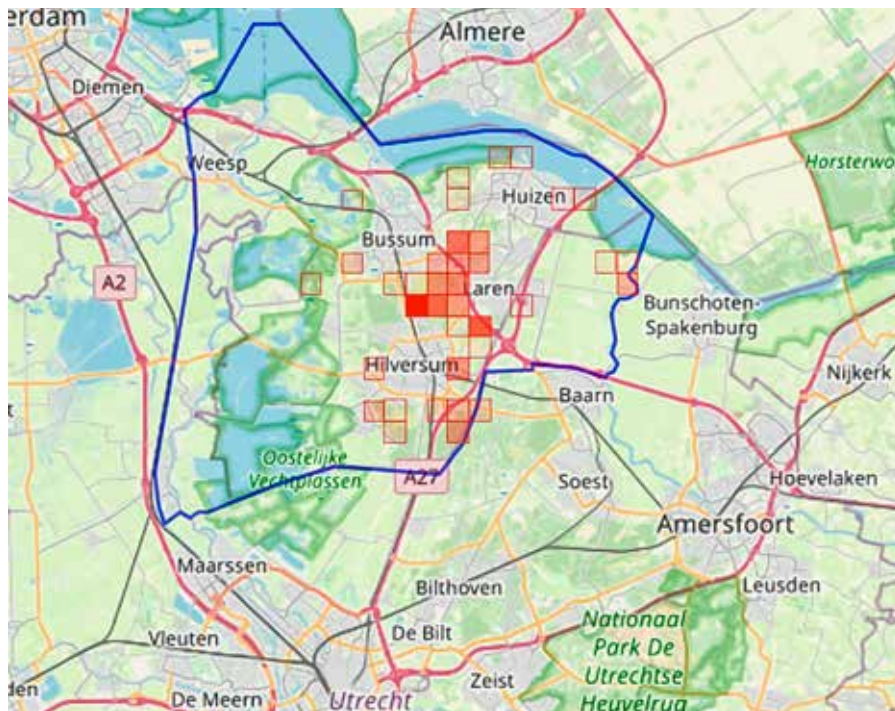 erdam
Almere
Diemen
Weesp
Horsterwo
Huizen
Bussum
A2
Laren
Bunschoten-
Spakenburg
Hilversum
Nijkerk
Baarn
Oostelijke
Vechtplassen
A27
Soest
Hoevelaken
Amersfoort
Maarssen
Bilthoven
Leusden
Vleuten
De Bilt
Nationaal
Park De
Utrechtse
Heuvelrug
den
De Meern
Utrecht
Zeist